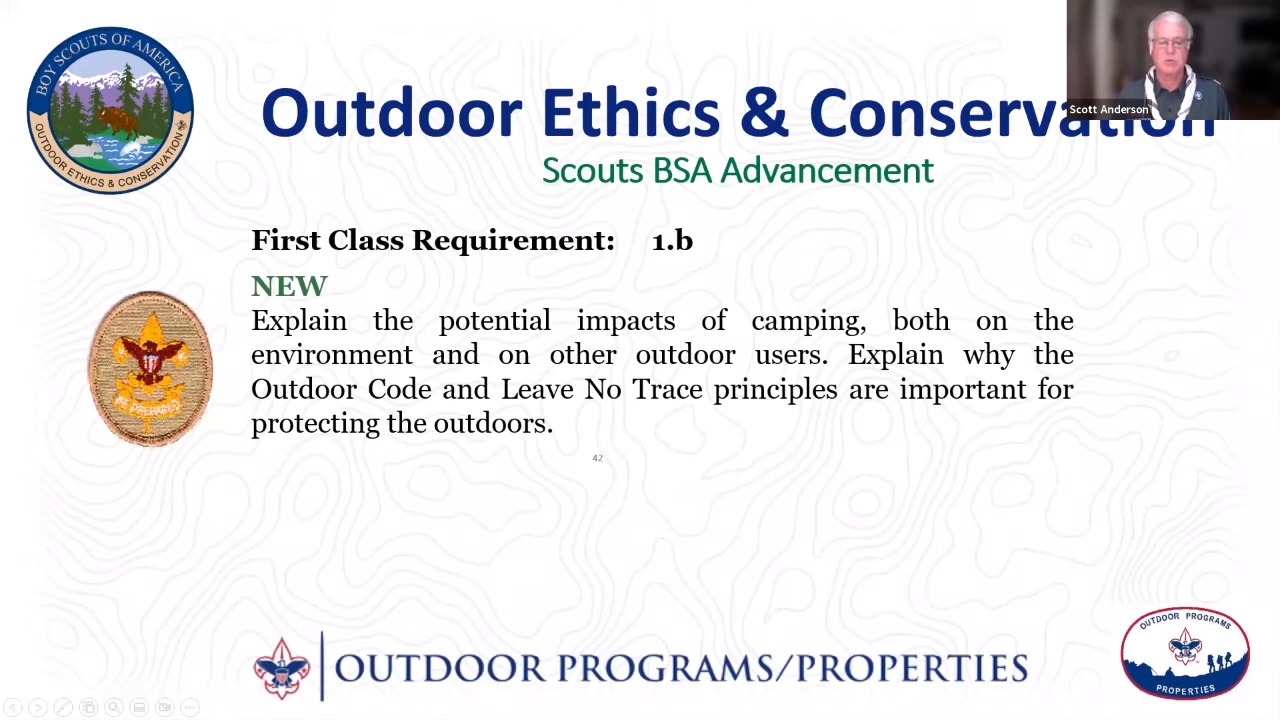 BOY SCOUTS OF AMERICA
OUTDOOR ETHICS & CONSERVATION
Outdoor Ethics & Conservation
Scott Anderson
Scouts BSA Advancement
First Class Requirement: 1.b
NEW
Explain the potential impacts of camping, both on the
environment and on other outdoor users. Explain why the
Outdoor Code and Leave No Trace principles are important for
protecting the outdoors.
BE PREPARED
42
OUTDOOR PROGRAMS/PROPERTIES
OUTDOOR PROGRAMS
PROPERTIES